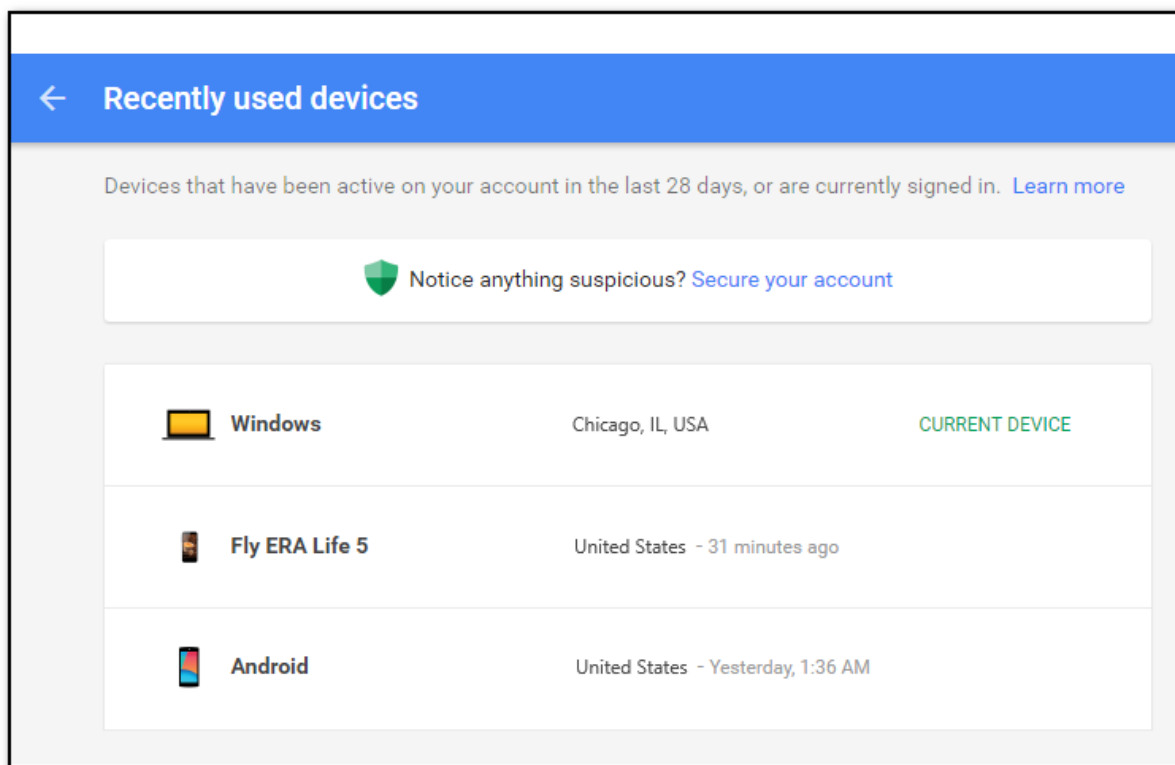 Recently used devices
Devices that have been active on your account in the last 28 days, or are currently signed in. Learn more
Notice anything suspicious? Secure your account
Windows Chicago, IL, USA CURRENT DEVICE
Fly ERA Life 5 United States - 31 minutes ago
Android United States - Yesterday, 1:36 AM